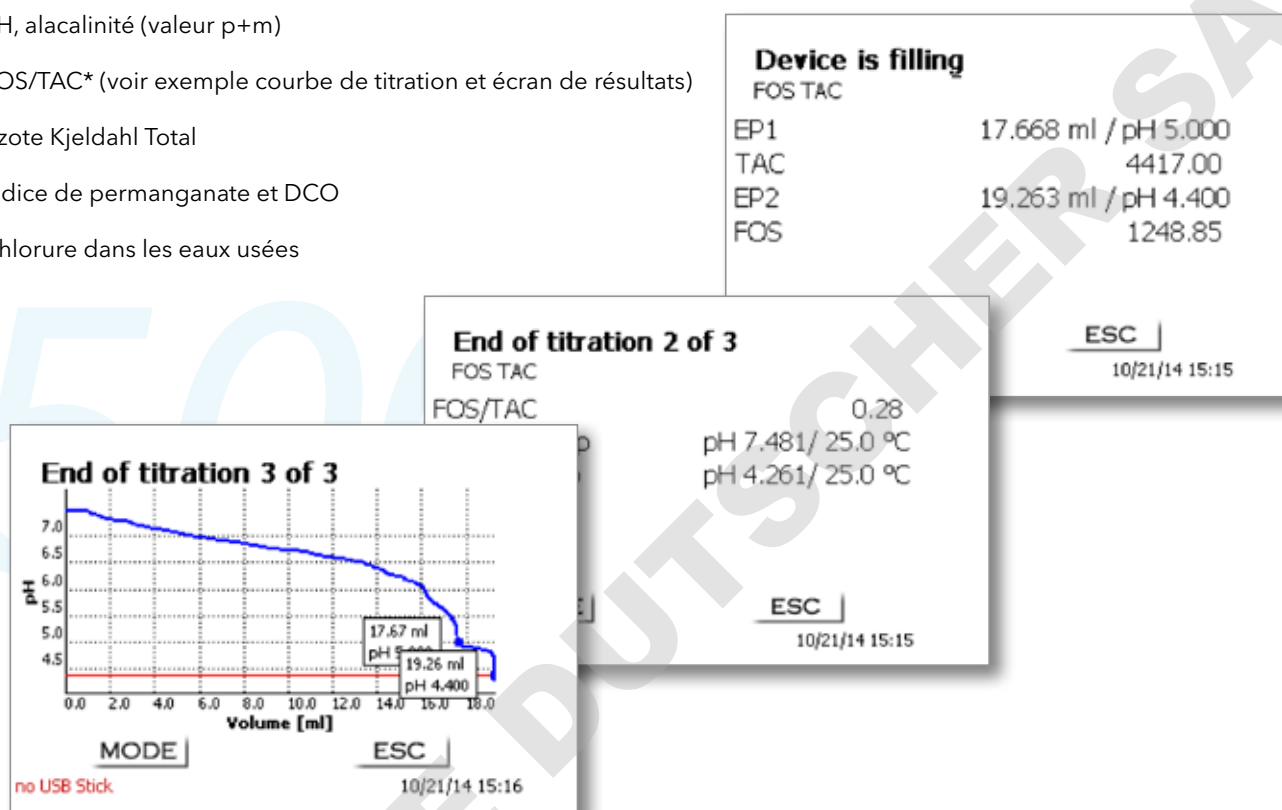 H, alacalinité (valeur p+m)
OS/TAC* (voir exemple courbe de titration et écran de résultats)
zote Kjeldahl Total
dice de permanganate et DCO
hlorure dans les eaux usées
Device is filling
FOS TAC
EP1 17.668 ml / pH 5.000
TAC 4417.00
EP2 19.263 ml / pH 4.400
FOS 1248.85
ESC
10/21/14 15:15
End of titration 2 of 3
FOS TAC
FOS/TAC 0.28
pH 7.481/ 25.0 °C
pH 4.261/ 25.0 °C
ESC
10/21/14 15:15
End of titration 3 of 3
pH
7.0
6.5
6.0
5.5
5.0
4.5
17.67 ml
pH
19.26 ml
pH 4.400
0.0 2.0 4.0 6.0 8.0 10.0 12.0 14.0 16.0 18.0
Volume [ml]
MODE ESC
no USB Stick 10/21/14 15:16
DUTSCHER SA